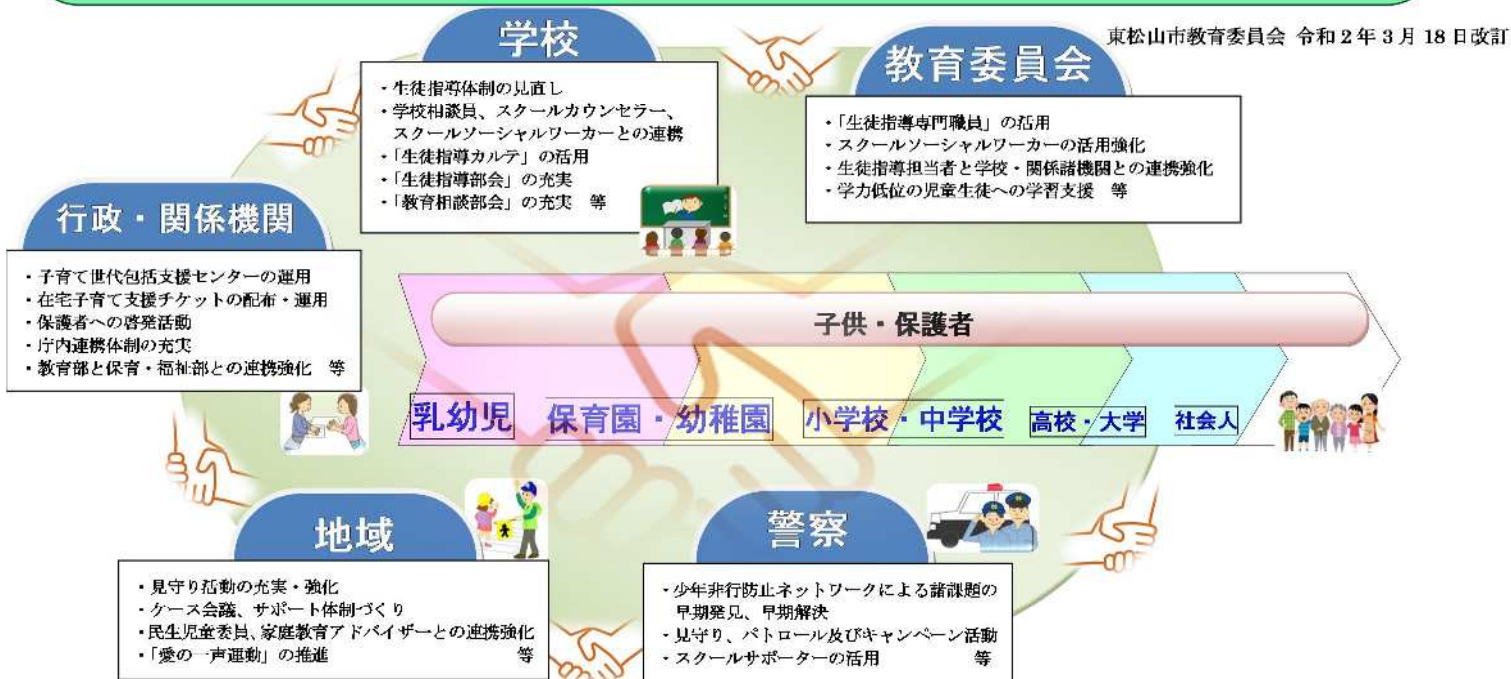 東松山市教育委員会 令和2年3月18日改訂
学校
・生徒指導体制の見直し
・学校相談員、スクールカウンセラー、
スクールソーシャルワーカーとの連携
・「生徒指導カルテ」の活用
・「生徒指導部会」の充実
・「教育相談部会」の充実 等
教育委員会
・「生徒指導専門職員」の活用
・スクールソーシャルワーカーの活用強化
・生徒指導担当者と学校・関係諸機関との連携強化
・学力低位の児童生徒への学習支援 等
行政・関係機関
・子育て世代包括支援センターの運用
・在宅子育て支援チケットの配布・運用
・保護者への啓発活動
・庁内連携体制の充実
・教育部と保育・福祉部との連携強化 等
子供・保護者
乳幼児 保育園・幼稚園 小学校・中学校 高校・大学 社会人
地域
・見守り活動の充実・強化
・ケース会議、サポート体制づくり
・民生児童委員、家庭教育アドバイザーとの連携強化
・「愛の一声運動」の推進 等
警察
・少年非行防止ネットワークによる諸課題の
早期発見、早期解決
・見守り、パトロール及びキャンペーン活動
・スクールサポーターの活用 等